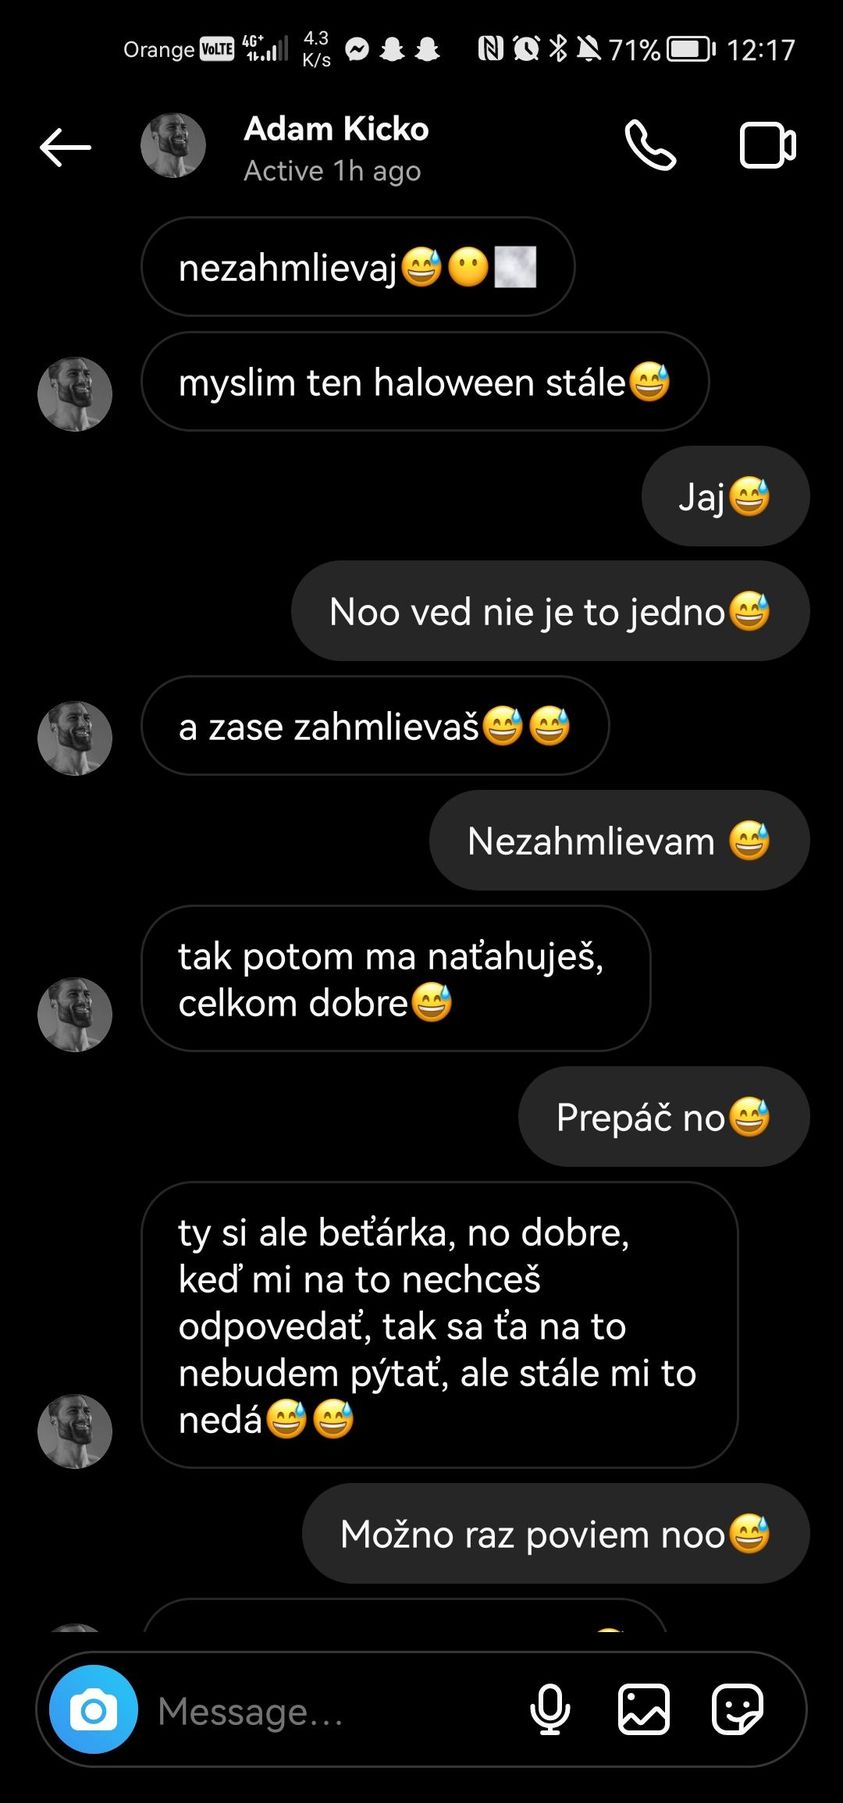 Orange VoLTE 4G+ 4.3 K/s 71% 12:17
Adam Kicko
Active 1h ago
nezahmlievaj😅😶
myslim ten haloween stále😅
Jaj😅
Noo ved nie je to jedno😅
a zase zahmlievaš😅😅
Nezahmlievam 😅
tak potom ma naťahuješ,
celkom dobre😅
Prepáč no😅
ty si ale beťárka, no dobre,
keď mi na to nechceš
odpovedať, tak sa ťa na to
nebudem pýtať, ale stále mi to
nedá😅😅
Možno raz poviem noo😅
Message...